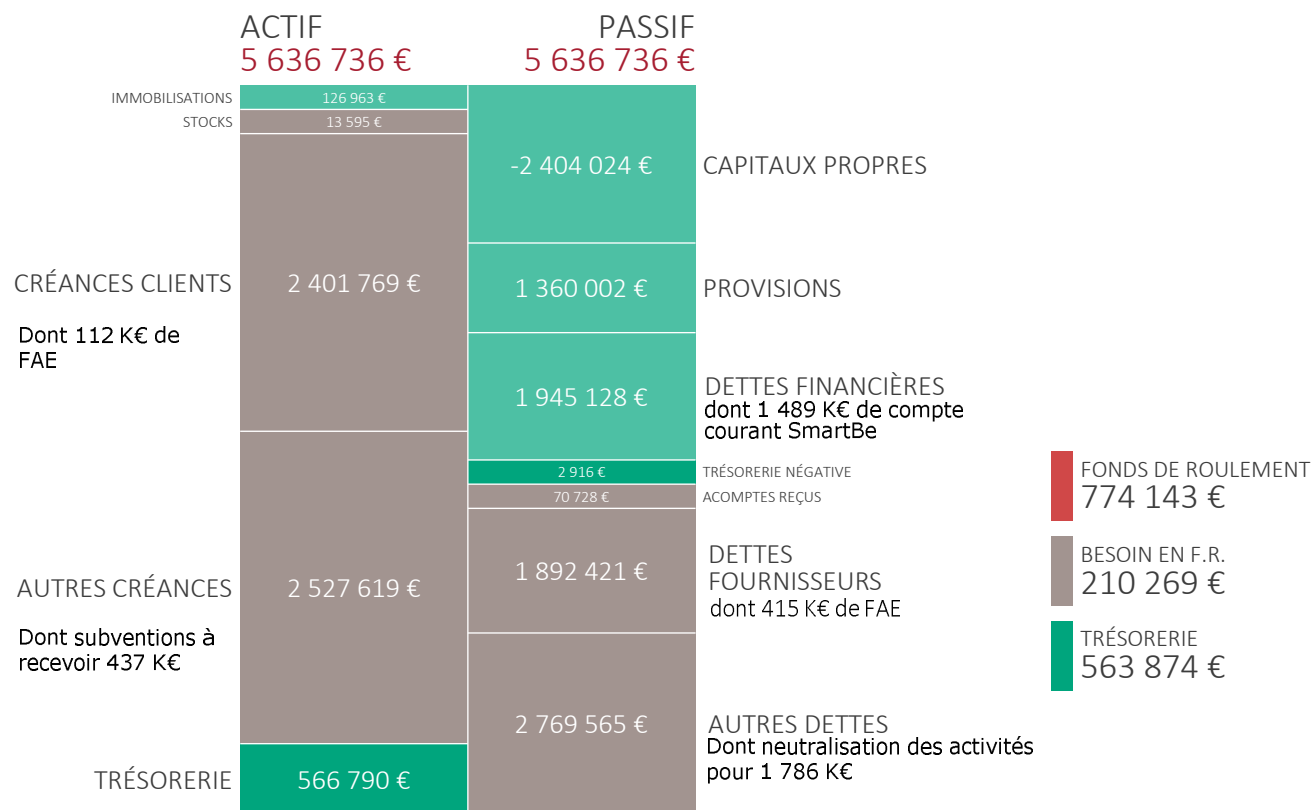 ACTIF
5 636 736 €
PASSIF
5 636 736 €
IMMOBILISATIONS
126 963 €
STOCKS
13 595 €
CRÉANCES CLIENTS
2 401 769 €
Dont 112 K€ de
FAE
AUTRES CRÉANCES
2 527 619 €
Dont subventions à
recevoir 437 K€
TRÉSORERIE
566 790 €
-2 404 024 €
CAPITAUX PROPRES
1 360 002 €
PROVISIONS
1 945 128 €
DETTES FINANCIÈRES
dont 1 489 K€ de compte
courant SmartBe
2 916 €
TRÉSORERIE NÉGATIVE
70 728 €
ACOMPTES REÇUS
1 892 421 €
DETTES
FOURNISSEURS
dont 415 K€ de FAE
2 769 565 €
AUTRES DETTES
Dont neutralisation des activités
pour 1 786 K€
FONDS DE ROULEMENT
774 143 €
BESOIN EN F.R.
210 269 €
TRÉSORERIE
563 874 €